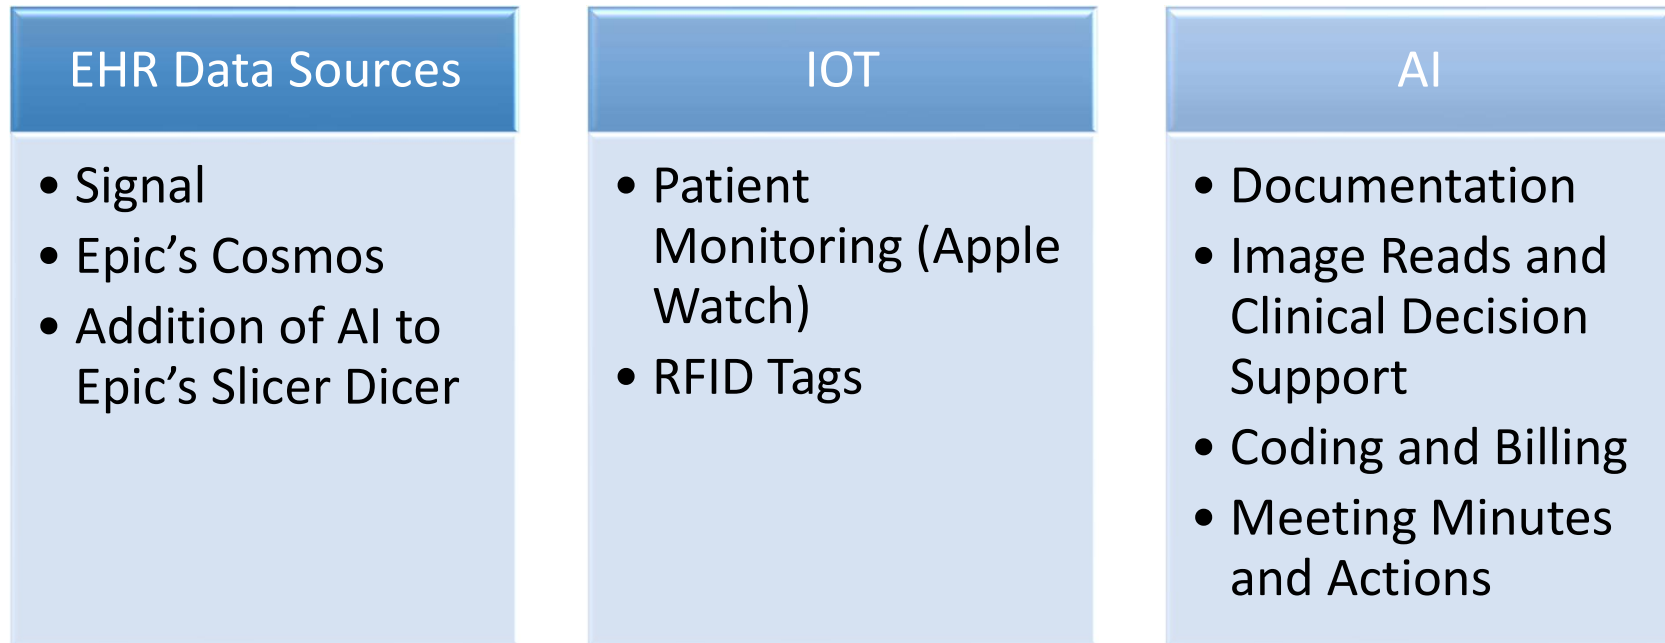 EHR Data Sources
• Signal
• Epic’s Cosmos
• Addition of AI to
Epic’s Slicer Dicer
IOT
• Patient
Monitoring (Apple
Watch)
• RFID Tags
AI
• Documentation
• Image Reads and
Clinical Decision
Support
• Coding and Billing
• Meeting Minutes
and Actions